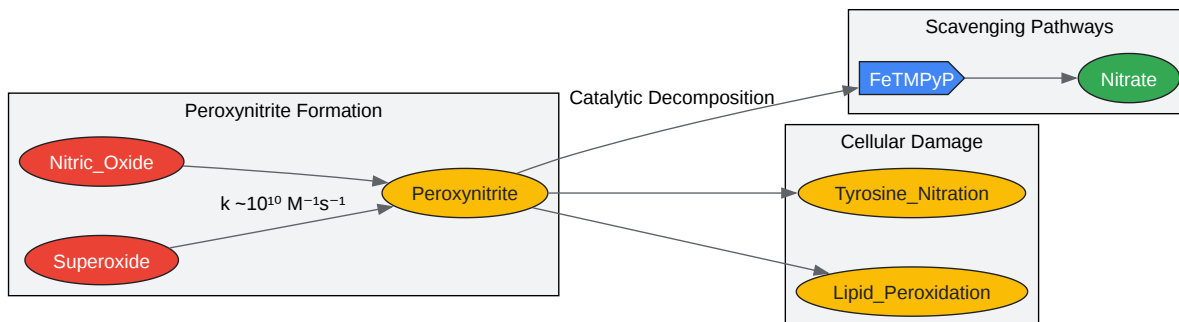 Scavenging Pathways
FeTMPyP
Nitrate
Catalytic Decomposition
Peroxynitrite Formation
Nitric_Oxide
Peroxynitrite
k ~10¹⁰ M⁻¹s⁻¹
Superoxide
Cellular Damage
Tyrosine_Nitration
Lipid_Peroxidation